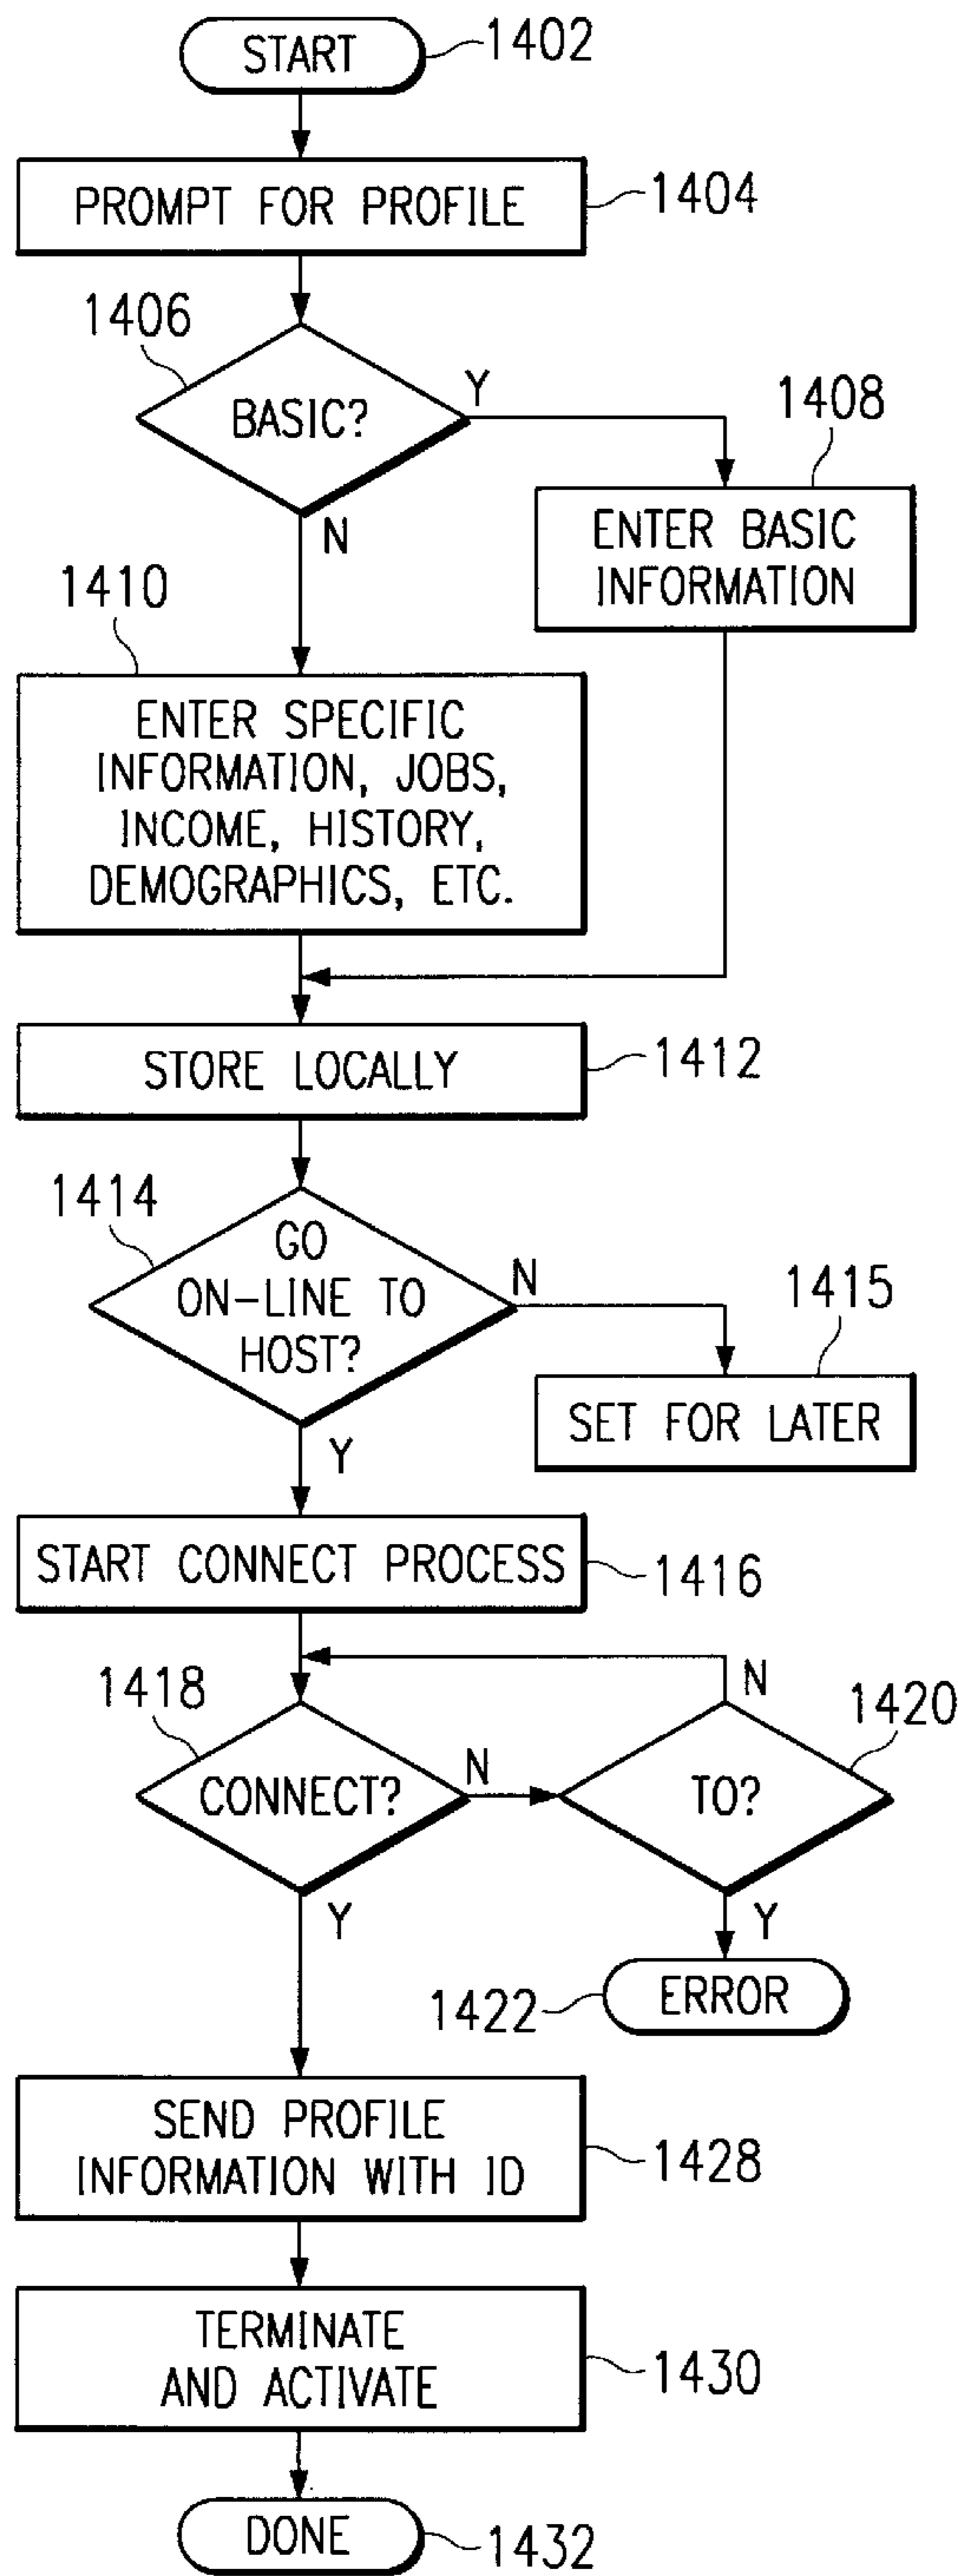 START
1402
PROMPT FOR PROFILE
1404
1406
BASIC?
Y
N
1408
ENTER BASIC
INFORMATION
1410
ENTER SPECIFIC
INFORMATION, JOBS,
INCOME, HISTORY,
DEMOGRAPHICS, ETC.
STORE LOCALLY
1412
1414
GO
ON-LINE TO
HOST?
N
Y
1415
SET FOR LATER
START CONNECT PROCESS
1416
1418
CONNECT?
N
Y
1420
TO?
N
Y
1422
ERROR
SEND PROFILE
INFORMATION WITH ID
1428
TERMINATE
AND ACTIVATE
1430
DONE
1432